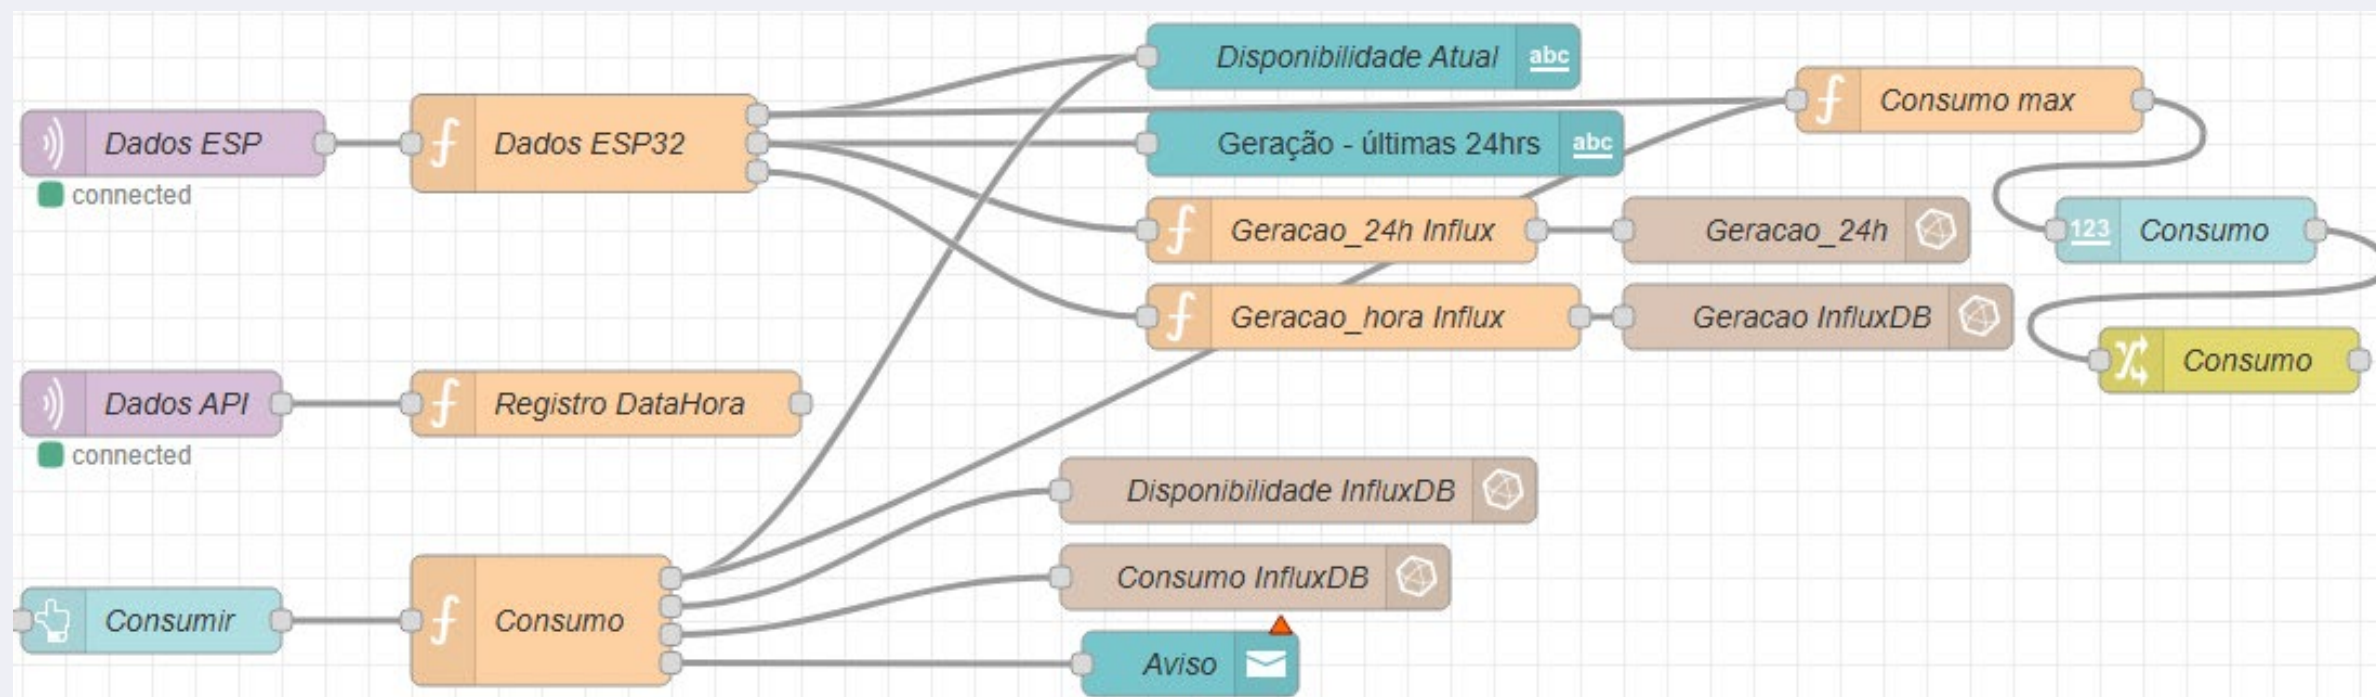 Disponibilidade Atual abc
Consumo max
Dados ESP
Dados ESP32
Geração - últimas 24hrs abc
connected
Geracao_24h Influx
Geracao_24h
123 Consumo
Geracao_hora Influx
Geracao InfluxDB
Consumo
Dados API
Registro DataHora
connected
Disponibilidade InfluxDB
Consumo InfluxDB
Consumir
Consumo
Aviso